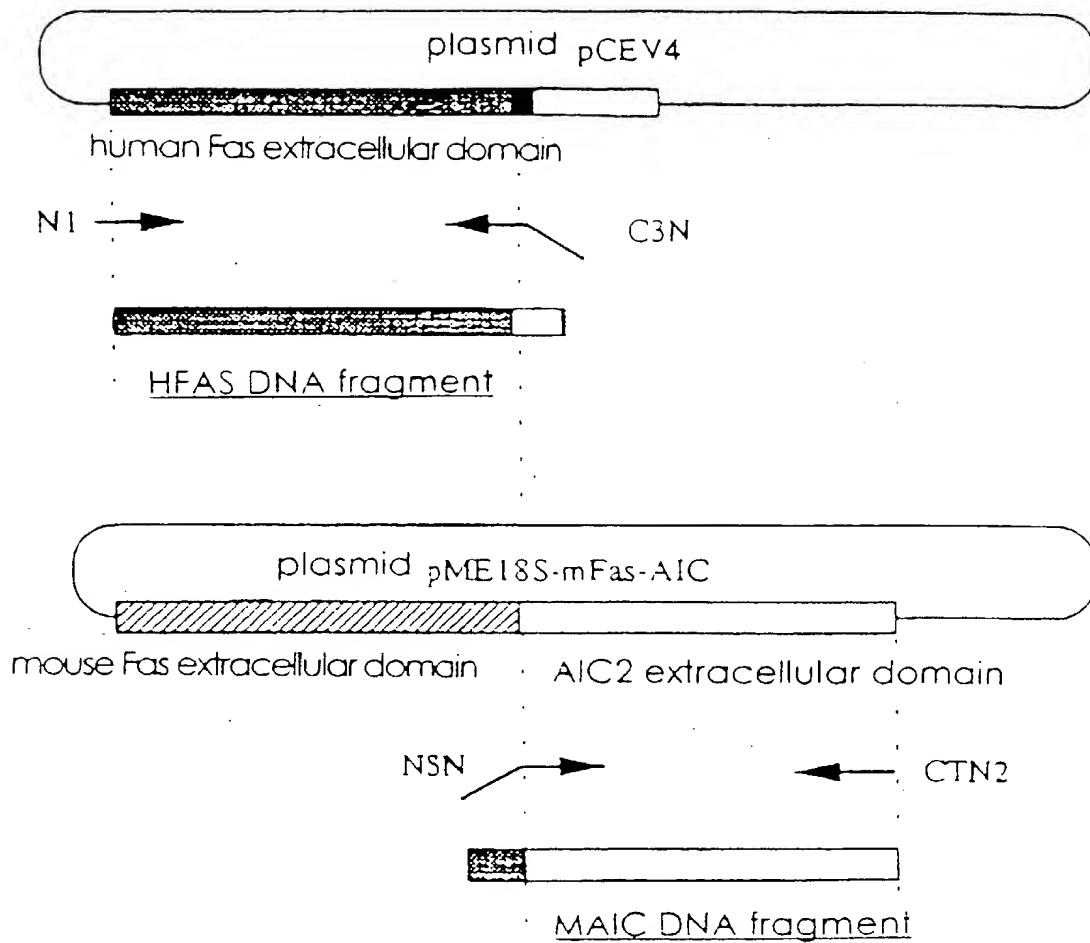 plasmid pCEV4
human Fas extracellular domain
N1
C3N
HFAS DNA fragment
plasmid pME18S-mFas-AIC
mouse Fas extracellular domain
AIC2 extracellular domain
NSN
CTN2
MAIC DNA fragment